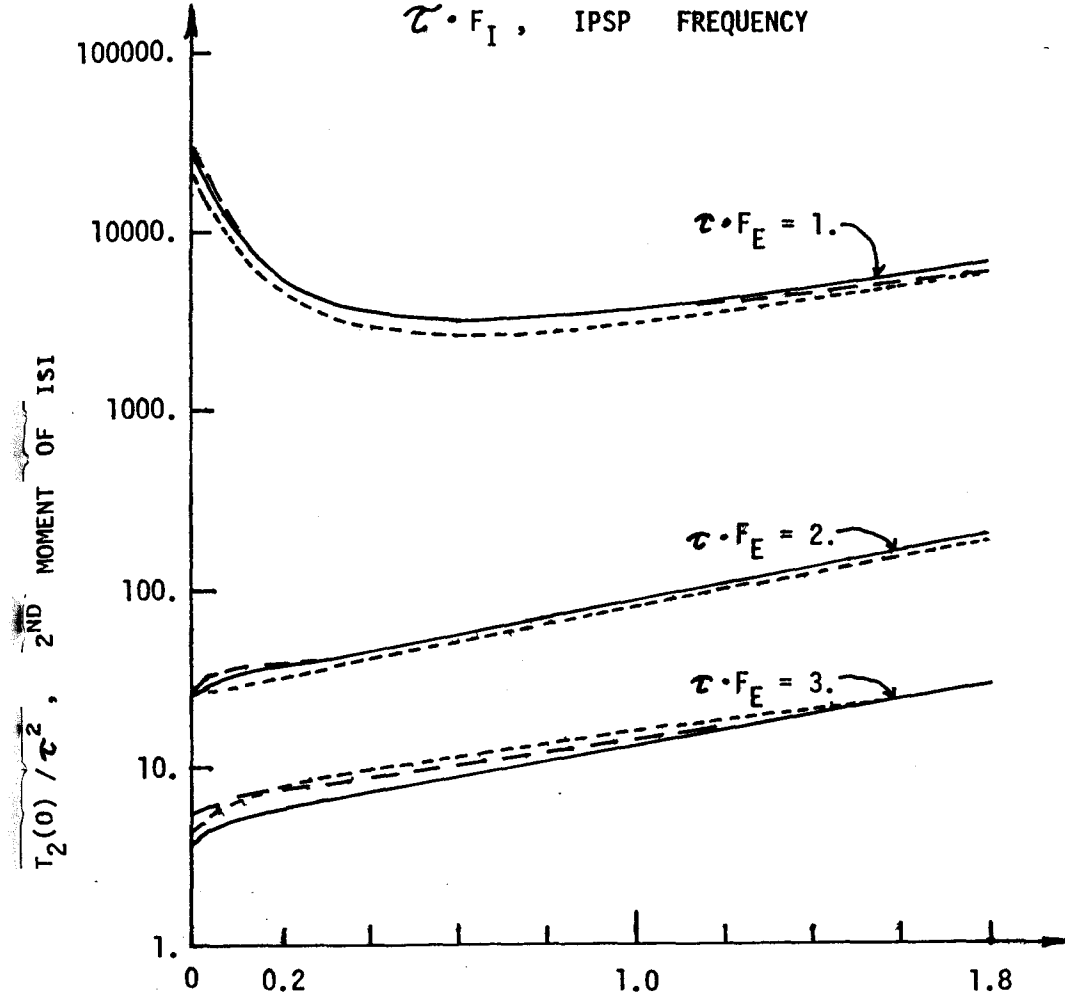 τ · F_I , IPSP FREQUENCY
100000.
10000.
1000.
100.
10.
1.
T_2(0) / τ^2 , 2^ND MOMENT OF ISI
τ · F_E = 1.
τ · F_E = 2.
τ · F_E = 3.
0 0.2 1.0 1.8